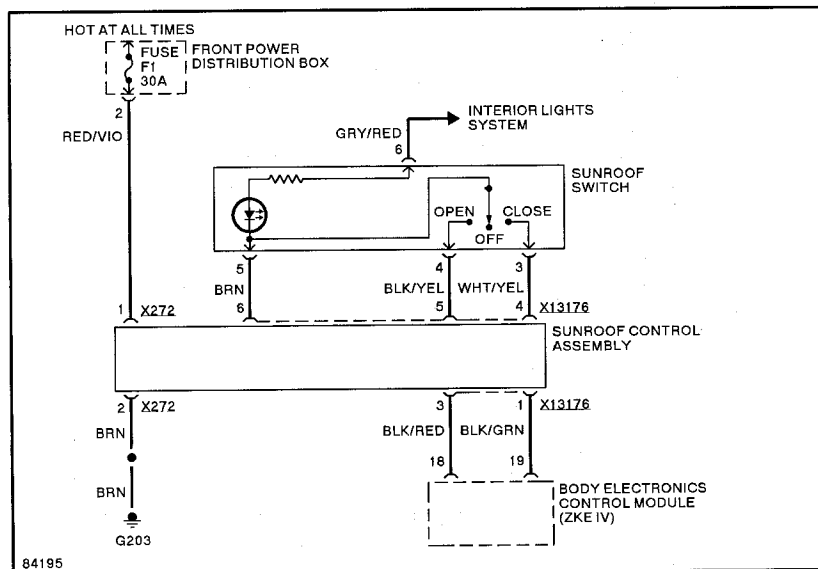 HOT AT ALL TIMES
FUSE
F1
30A
FRONT POWER
DISTRIBUTION BOX
2
RED/VIO
GRY/RED
6
INTERIOR LIGHTS
SYSTEM
SUNROOF
SWITCH
OPEN
CLOSE
OFF
5
4
3
BRN
BLK/YEL
WHT/YEL
1
X272
6
5
4
X13176
SUNROOF CONTROL
ASSEMBLY
2
X272
3
1
X13176
BRN
BLK/RED
BLK/GRN
18
19
BRN
BODY ELECTRONICS
CONTROL MODULE
(ZKE IV)
G203
84195